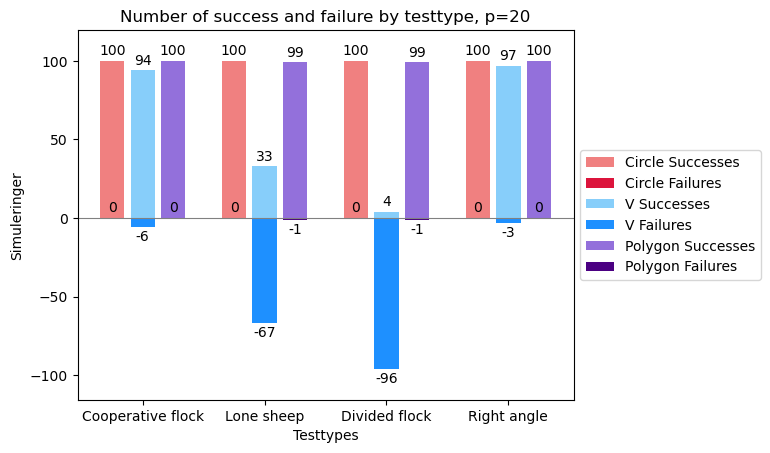 Number of success and failure by testtype, p=20
100 94 100 100 99 100 99 100 97 100
33
4
0 0 0 0 0 0
-6 -1 -1 -3
-67
-96
100
50
0
−50
−100
Simuleringer
Cooperative flock Lone sheep Divided flock Right angle
Testtypes
Circle Successes
Circle Failures
V Successes
V Failures
Polygon Successes
Polygon Failures